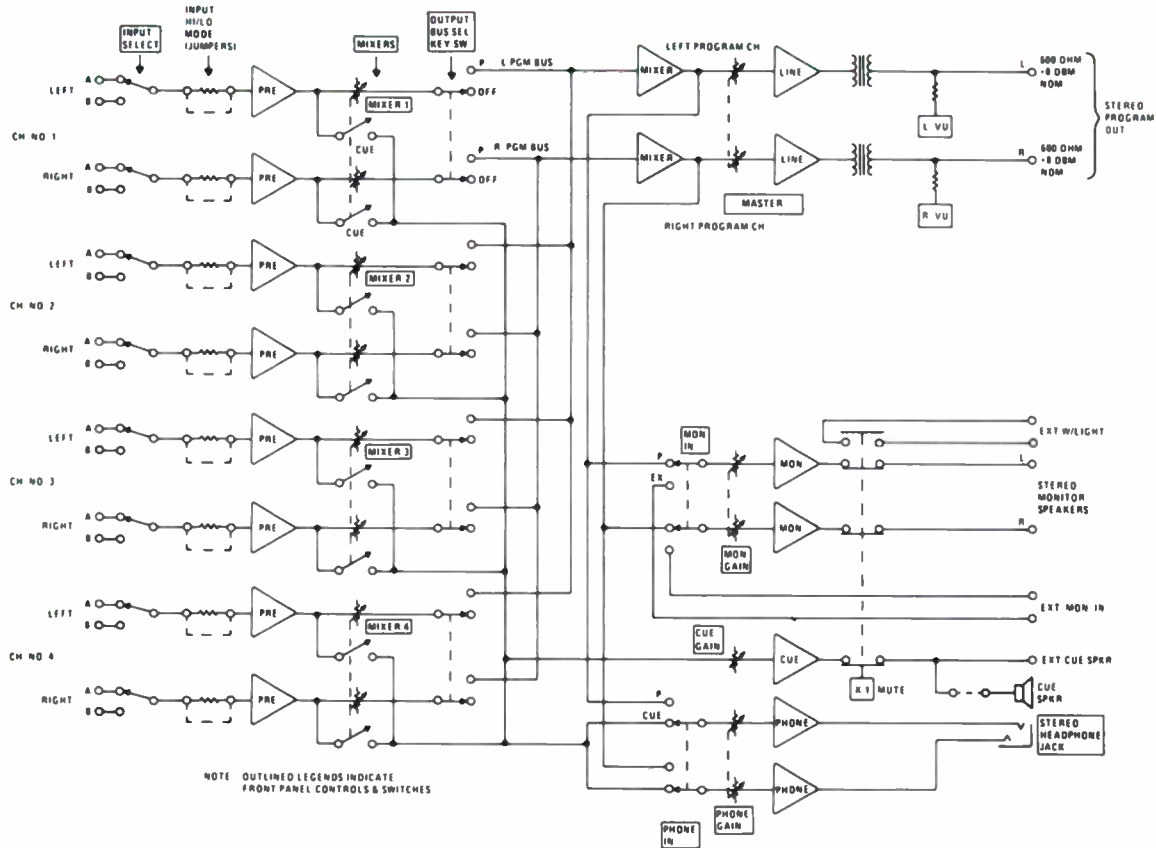 INPUT
SELECT
INPUT
HI/LO
MODE
(JUMPERS)
MIXERS
OUTPUT
BUS SEL
KEY SW
LEFT
A
B
CH NO 1
RIGHT
A
B
PRE
PRE
MIXER 1
CUE
CUE
P L PGM BUS
OFF
P R PGM BUS
OFF
LEFT PROGRAM CH
MIXER
LINE
L VU
L
600 OHM
+8 DBM
NOM
STEREO
PROGRAM
OUT
MIXER
LINE
MASTER
RIGHT PROGRAM CH
R VU
R
600 OHM
+8 DBM
NOM
LEFT
A
B
CH NO 2
RIGHT
A
B
PRE
PRE
MIXER 2
LEFT
A
B
CH NO 3
RIGHT
A
B
PRE
PRE
MIXER 3
LEFT
A
B
CH NO 4
RIGHT
A
B
PRE
PRE
MIXER 4
P
EX
MON
IN
MON
MON
MON
GAIN
EXT W/LIGHT
L
STEREO
MONITOR
SPEAKERS
R
EXT MON IN
CUE
GAIN
CUE
X 1 MUTE
EXT CUE SPKR
CUE
SPKR
P
CUE
PHONE
PHONE
STEREO
HEADPHONE
JACK
PHONE
IN
PHONE
GAIN
NOTE OUTLINED LEGENDS INDICATE
FRONT PANEL CONTROLS & SWITCHES